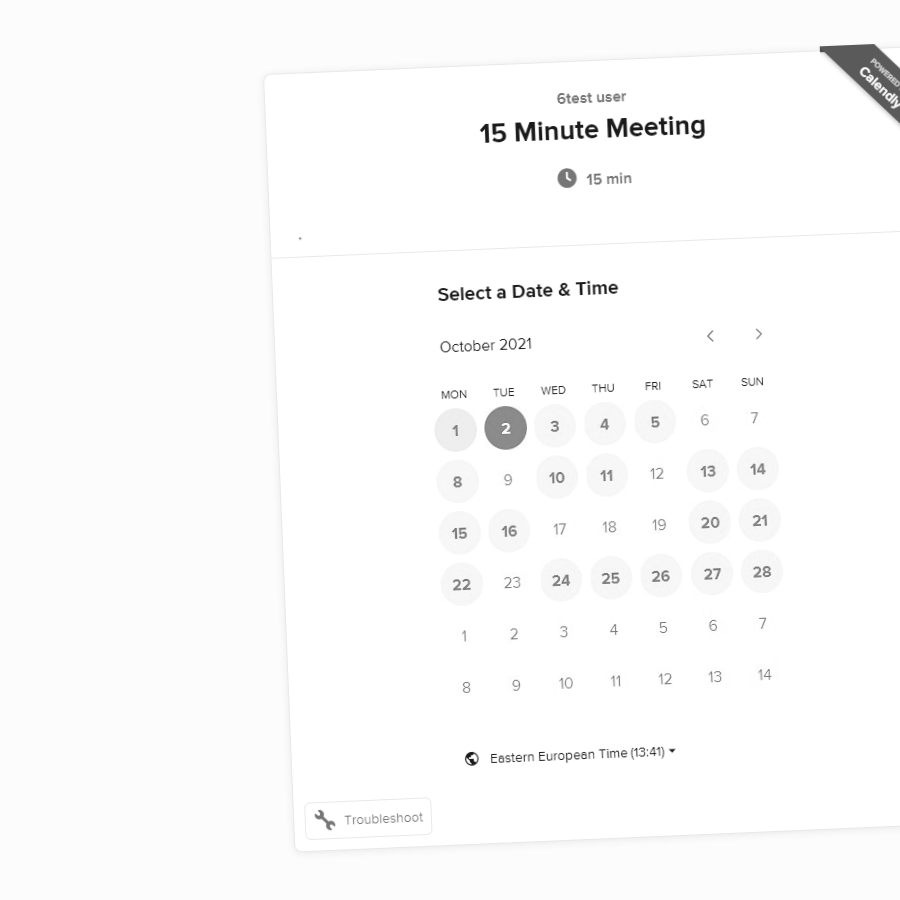 POWERED
Calendly
6test user
15 Minute Meeting
15 min
Select a Date & Time
October 2021
MON TUE WED THU FRI SAT SUN
1 2 3 4 5 6 7
8 9 10 11 12 13 14
15 16 17 18 19 20 21
22 23 24 25 26 27 28
1 2 3 4 5 6 7
8 9 10 11 12 13 14
Eastern European Time (13:41)
Troubleshoot